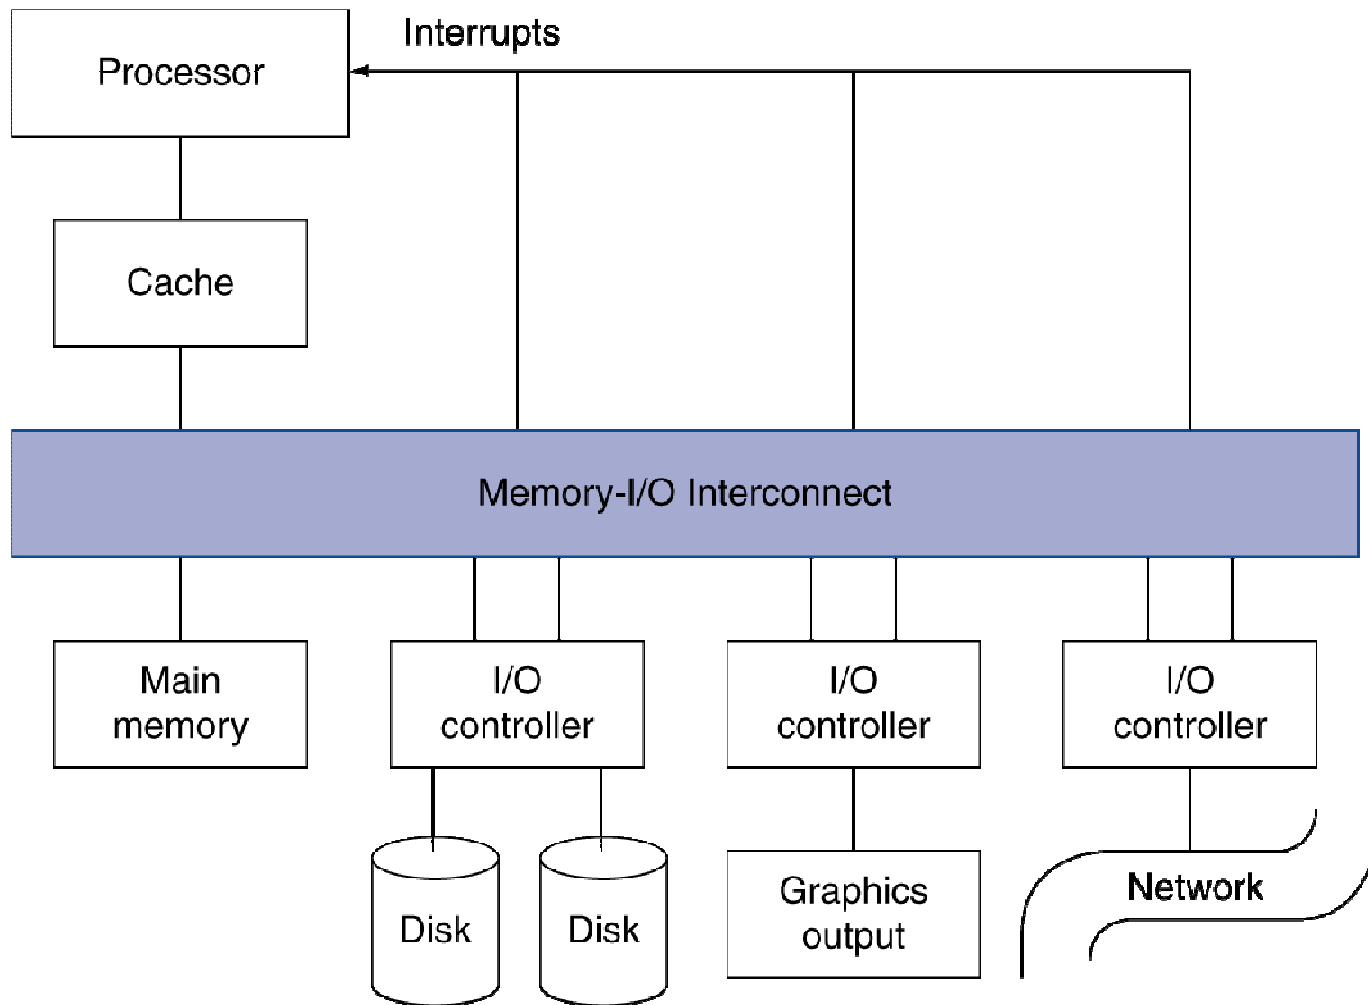 Interrupts
Processor
Cache
Memory-I/O Interconnect
Main
memory
I/O
controller
I/O
controller
I/O
controller
Disk
Disk
Graphics
output
Network